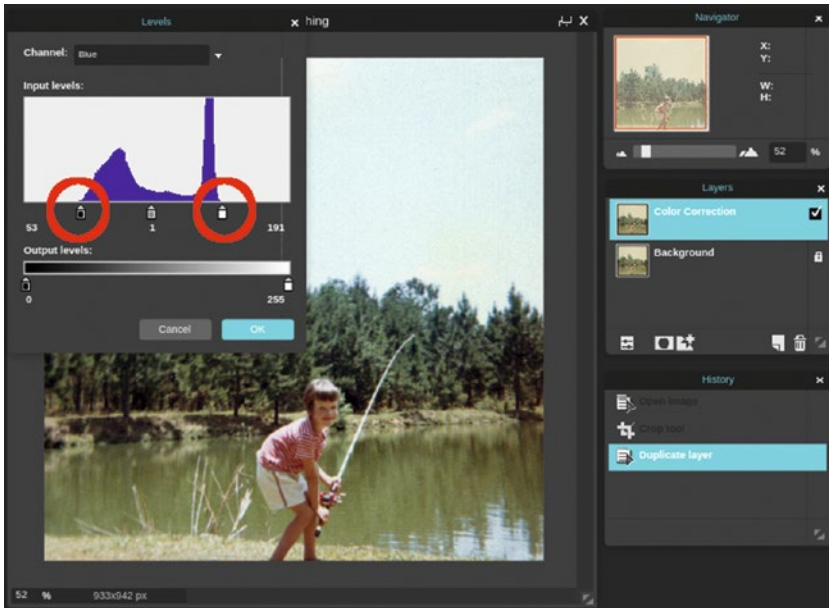 Levels
hing
Channel: Blue
Input levels:
53 1 191
Output levels:
0 255
Cancel OK
52 % 933x942 px
Navigator
X:
Y:
W:
H:
52 %
Layers
Color Correction
Background
History
Open image
Crop tool
Duplicate layer